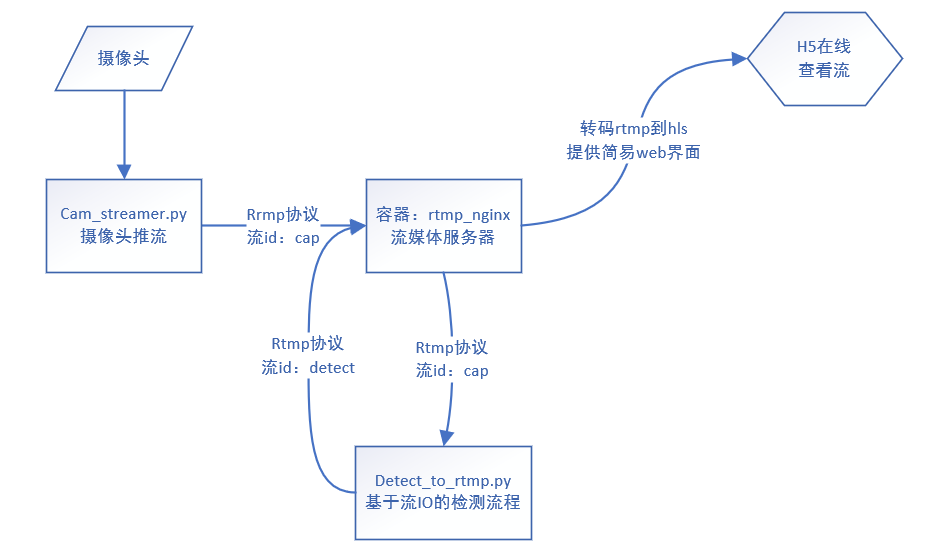 摄像头
H5在线
查看流
转码rtmp到hls
提供简易web界面
Cam_streamer.py
摄像头推流
Rrmp协议
流id：cap
容器：rtmp_nginx
流媒体服务器
Rtmp协议
流id：detect
Rtmp协议
流id：cap
Detect_to_rtmp.py
基于流IO的检测流程